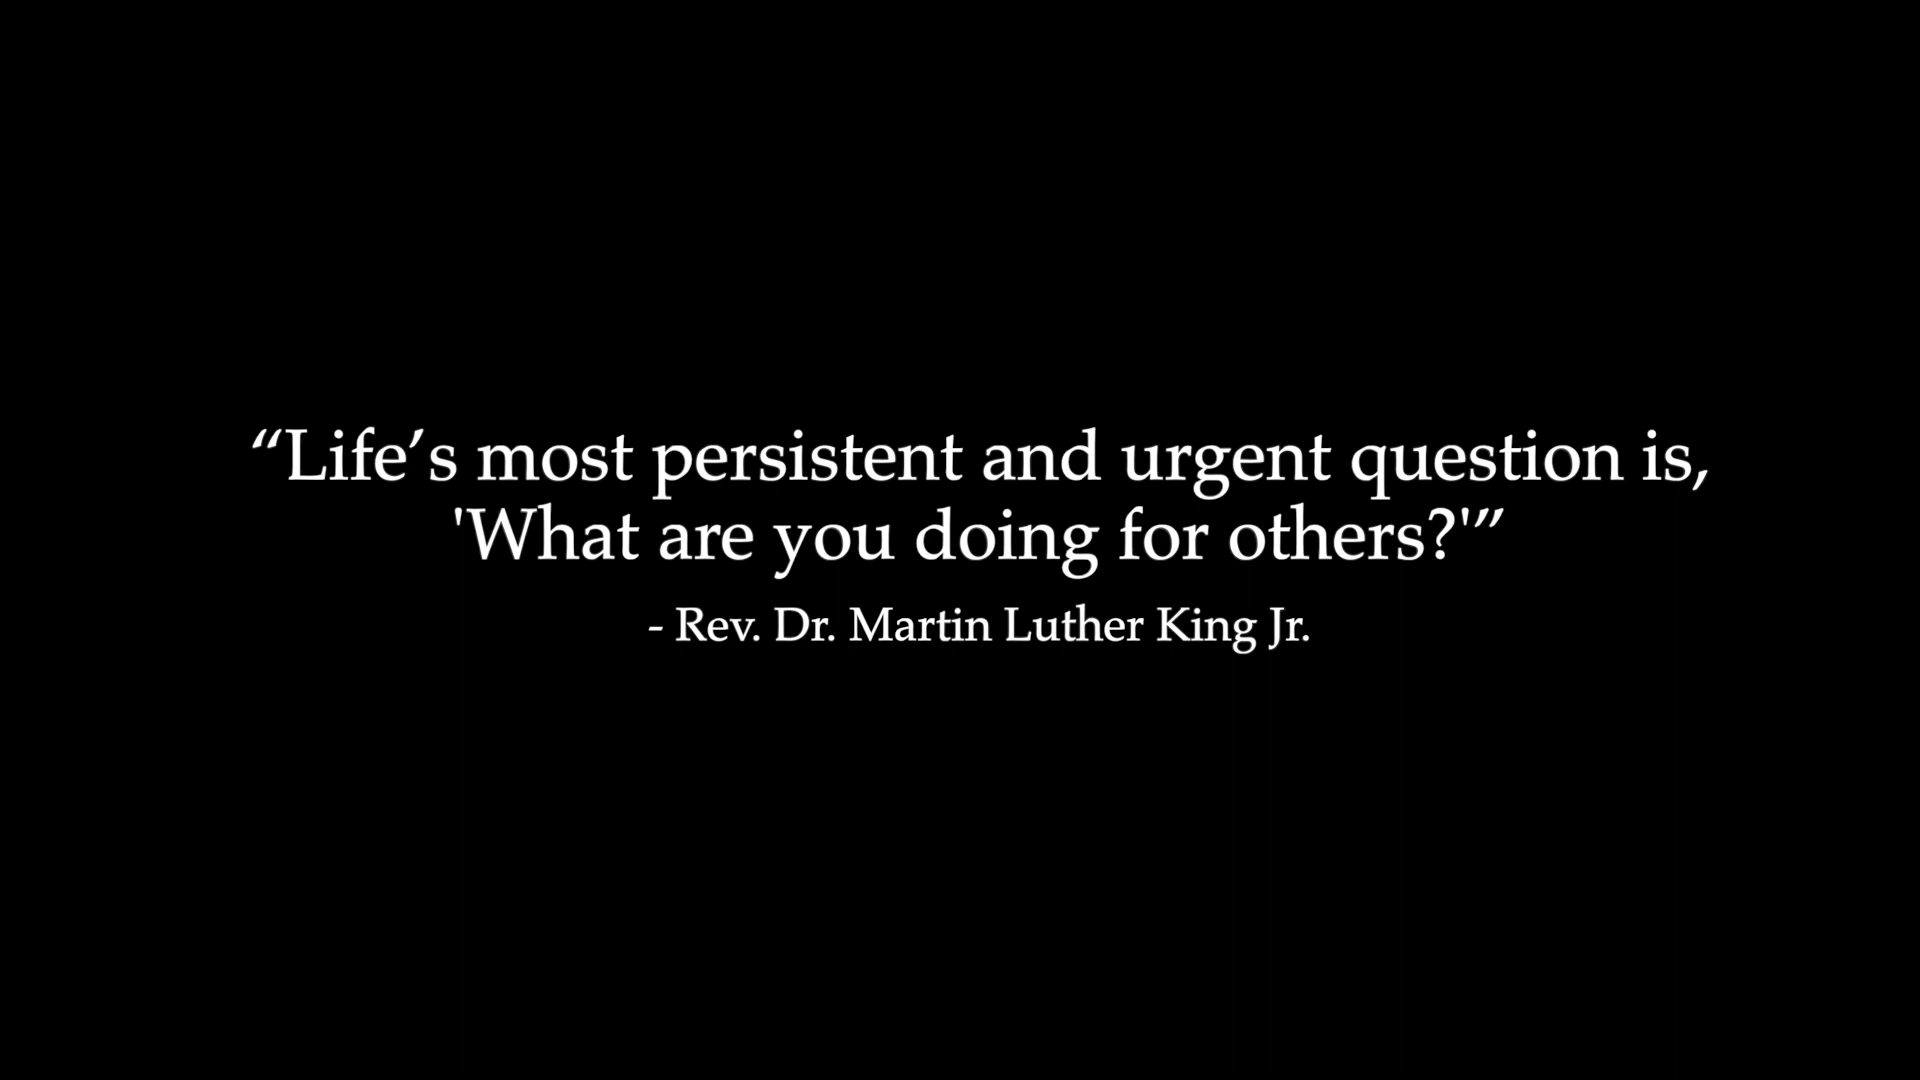 “Life’s most persistent and urgent question is,
'What are you doing for others?'”
- Rev. Dr. Martin Luther King Jr.